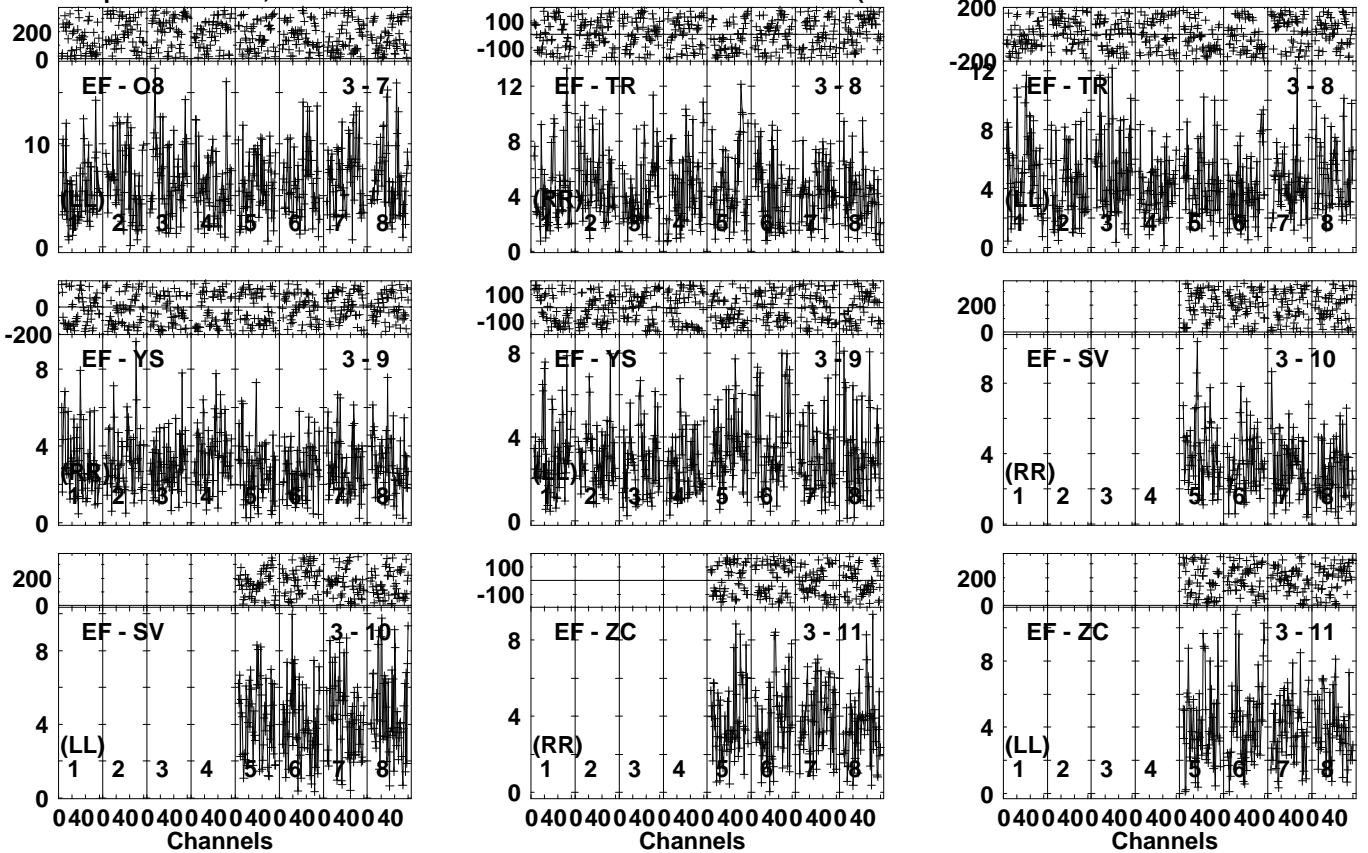 200 0 EF - O8 3 - 7 10 0 (LL) 1 2 3 4 5 6 7 8
100 -100 EF - TR 3 - 8 12 8 4 0 (RR) 1 2 3 4 5 6 7 8
200 -200 EF - TR 3 - 8 12 8 4 0 (LL) 1 2 3 4 5 6 7 8
0 -200 EF - YS 3 - 9 8 4 0 (RR) 1 2 3 4 5 6 7 8
100 -100 EF - YS 3 - 9 8 4 0 (LL) 1 2 3 4 5 6 7 8
200 0 EF - SV 3 - 10 8 4 0 (RR) 1 2 3 4 5 6 7 8
200 0 EF - SV 3 - 10 8 4 0 (LL) 1 2 3 4 5 6 7 8
100 -100 EF - ZC 3 - 11 8 4 0 (RR) 1 2 3 4 5 6 7 8
200 0 EF - ZC 3 - 11 8 4 0 (LL) 1 2 3 4 5 6 7 8
0 40 0 40 0 40 0 40 0 40 0 40 0 40 0 40
Channels
0 40 0 40 0 40 0 40 0 40 0 40 0 40 0 40
Channels
0 40 0 40 0 40 0 40 0 40 0 40 0 40 0 40
Channels